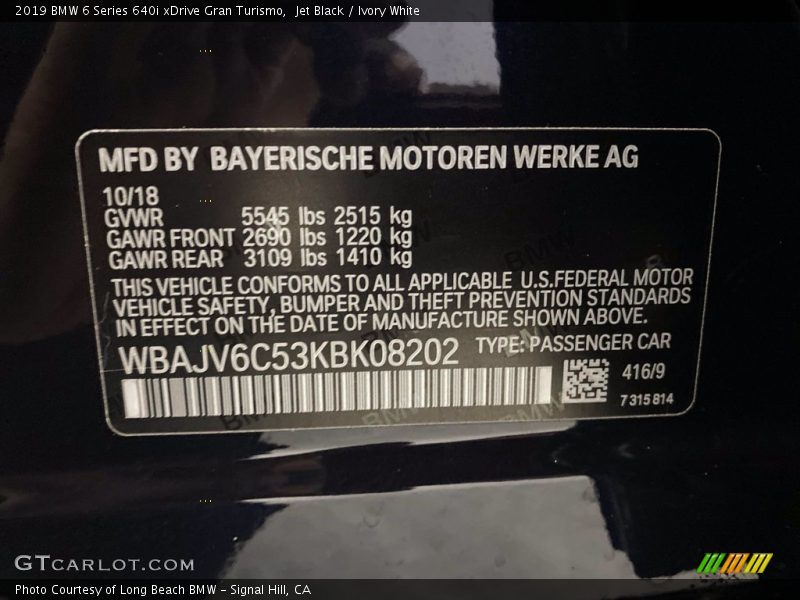 2019 BMW 6 Series 640i xDrive Gran Turismo,  Jet Black / Ivory White
MFD BY BAYERISCHE MOTOREN WERKE AG
10/18
GVWR 5545 lbs 2515 kg
GAWR FRONT 2690 lbs 1220 kg
GAWR REAR 3109 lbs 1410 kg
THIS VEHICLE CONFORMS TO ALL APPLICABLE U.S.FEDERAL MOTOR
VEHICLE SAFETY, BUMPER AND THEFT PREVENTION STANDARDS
IN EFFECT ON THE DATE OF MANUFACTURE SHOWN ABOVE.
WBAJV6C53KBK08202 TYPE: PASSENGER CAR
416/9
7 315 814
GTCARLOT.COM
Photo Courtesy of Long Beach BMW – Signal Hill, CA